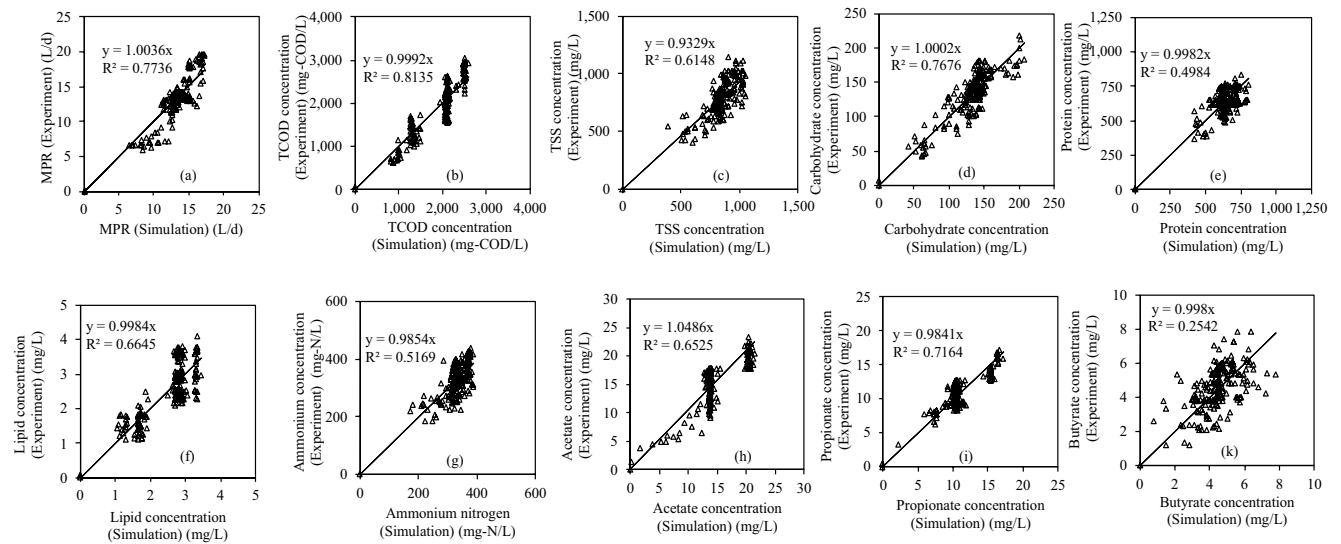 MPR (Experiment) (L/d)
25
20
15
10
5
0
y = 1.0036x
R² = 0.7736
(a)
0 5 10 15 20 25
MPR (Simulation) (L/d)
TCOD concentration
(Experiment) (mg-COD/L)
4,000
3,000
2,000
1,000
0
y = 0.9992x
R² = 0.8135
(b)
0 1,000 2,000 3,000 4,000
TCOD concentration
(Simulation) (mg-COD/L)
TSS concentration
(Experiment) (mg/L)
1,500
1,000
500
0
y = 0.9329x
R² = 0.6148
(c)
0 500 1,000 1,500
TSS concentration
(Simulation) (mg/L)
Carbohydrate concentration
(Experiment) (mg/L)
250
200
150
100
50
0
y = 1.0002x
R² = 0.7676
(d)
0 50 100 150 200 250
Carbohydrate concentration
(Simulation) (mg/L)
Protein concentration
(Experiment) (mg/L)
1,250
1,000
750
500
250
0
y = 0.9982x
R² = 0.4984
(e)
0 250 500 750 1,000 1,250
Protein concentration
(Simulation) (mg/L)
Lipid concentration
(Experiment) (mg/L)
5
4
3
2
1
0
y = 0.9984x
R² = 0.6645
(f)
0 1 2 3 4 5
Lipid concentration
(Simulation) (mg/L)
Ammonium concentration
(Experiment) (mg-N/L)
600
400
200
0
y = 0.9854x
R² = 0.5169
(g)
0 200 400 600
Ammonium nitrogen
(Simulation) (mg-N/L)
Acetate concentration
(Experiment) (mg/L)
30
25
20
15
10
5
0
y = 1.0486x
R² = 0.6525
(h)
0 5 10 15 20 25 30
Acetate concentration
(Simulation) (mg/L)
Propionate concentration
(Experiment) (mg/L)
25
20
15
10
5
0
y = 0.9841x
R² = 0.7164
(i)
0 5 10 15 20 25
Propionate concentration
(Simulation) (mg/L)
Butyrate concentration
(Experiment) (mg/L)
10
8
6
4
2
0
y = 0.998x
R² = 0.2542
(k)
0 2 4 6 8 10
Butyrate concentration
(Simulation) (mg/L)